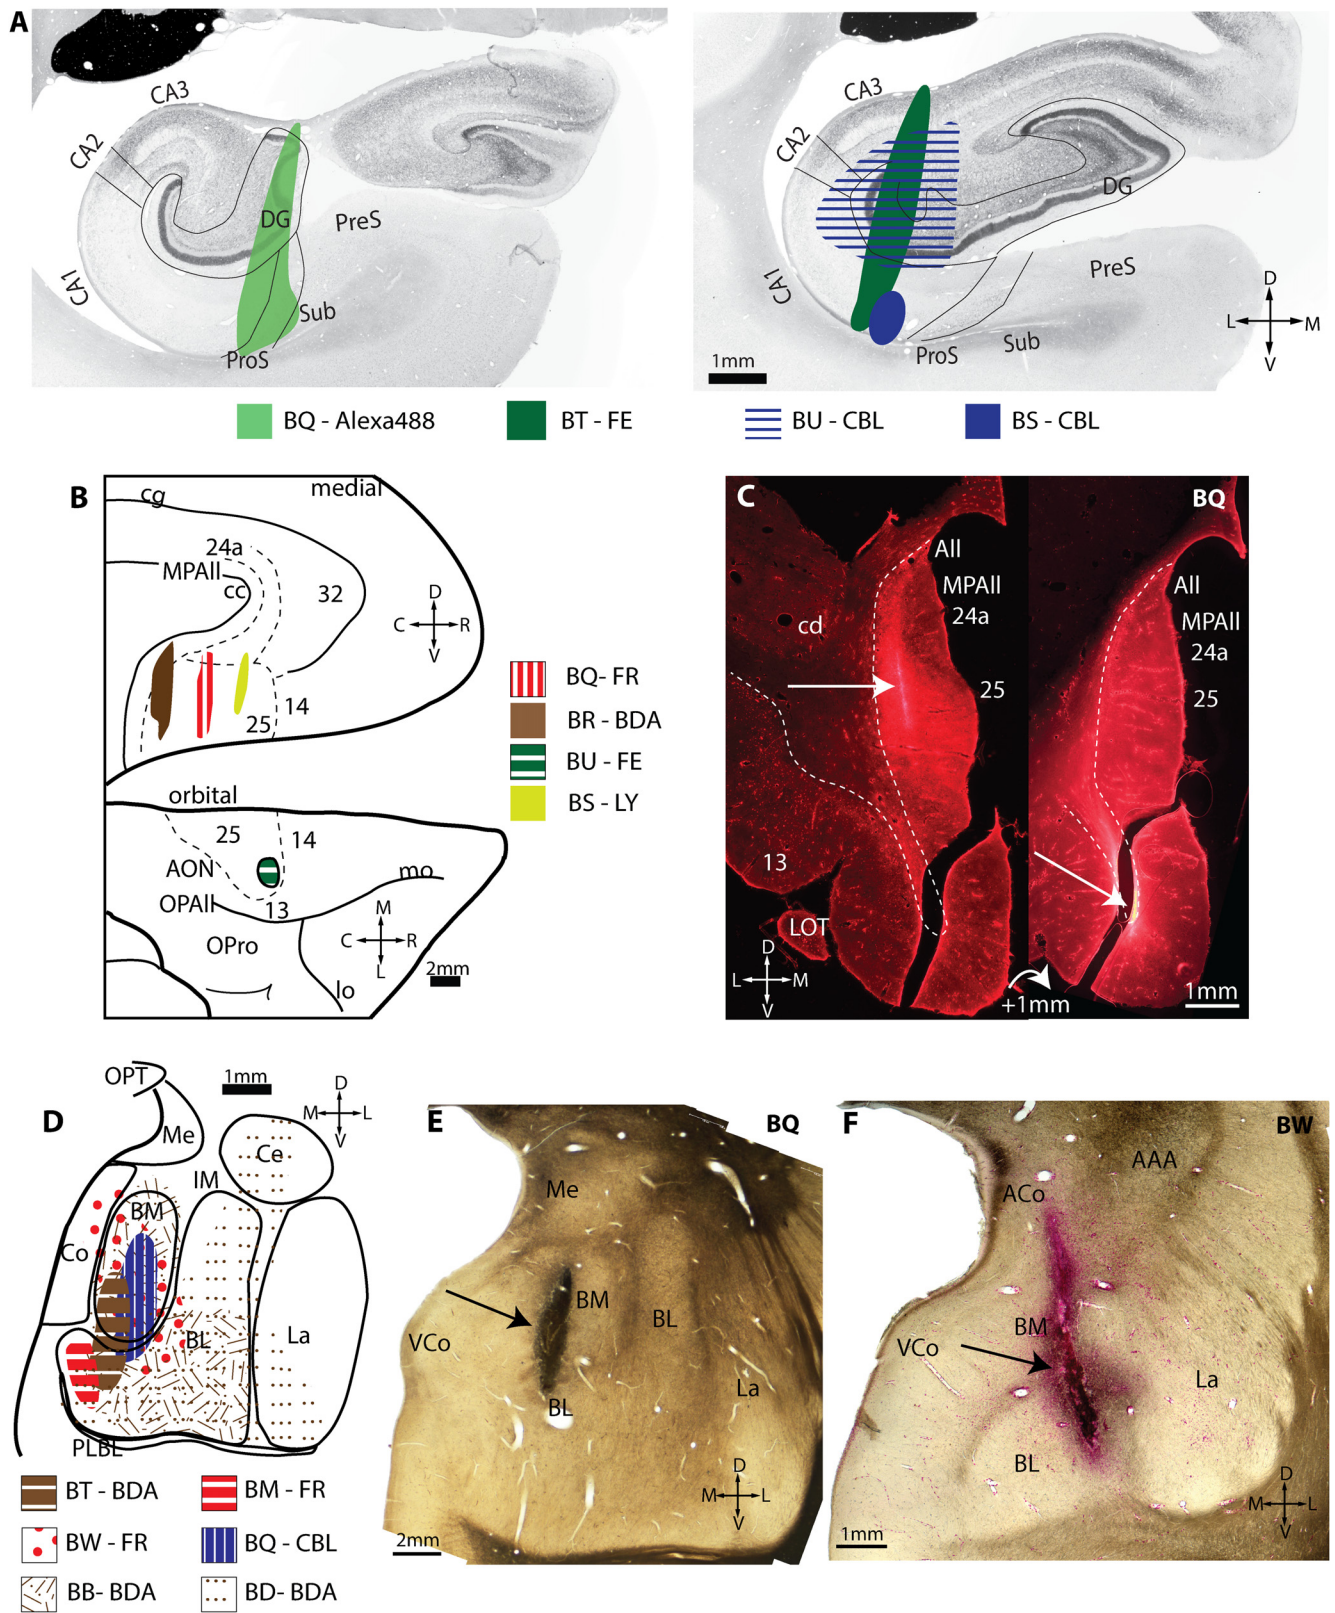 A
CA3
CA2
CA1
DG
PreS
Sub
ProS
CA3
CA2
CA1
DG
PreS
Sub
ProS
1mm
D
L
M
V
BQ - Alexa488
BT - FE
BU - CBL
BS - CBL
B
cg
medial
24a
MPAll
cc
32
D
C
R
V
14
25
orbital
25
14
AON
OPAll
13
mo
OPro
M
C
R
L
2mm
lo
BQ- FR
BR - BDA
BU - FE
BS - LY
C
BQ
All
MPAll
24a
cd
25
13
LOT
D
L
M
V
+1mm
All
MPAll
24a
25
1mm
D
OPT
1mm
D
M
L
V
Me
Ce
IM
BM
Co
BL
La
PLBL
BT - BDA
BM - FR
BW - FR
BQ - CBL
BB- BDA
BD- BDA
E
BQ
Me
BM
BL
VCo
La
BL
D
M
L
V
2mm
F
BW
AAA
ACo
BM
VCo
La
BL
D
M
L
V
1mm